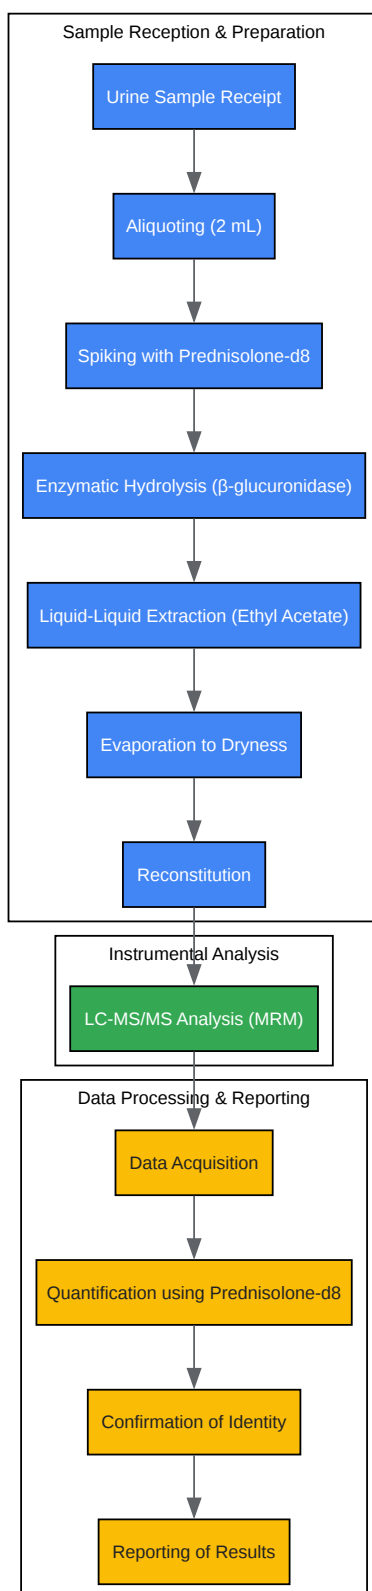 Sample Reception & Preparation
Urine Sample Receipt
Aliquoting (2 mL)
Spiking with Prednisolone-d8
Enzymatic Hydrolysis (β-glucuronidase)
Liquid-Liquid Extraction (Ethyl Acetate)
Evaporation to Dryness
Reconstitution
Instrumental Analysis
LC-MS/MS Analysis (MRM)
Data Processing & Reporting
Data Acquisition
Quantification using Prednisolone-d8
Confirmation of Identity
Reporting of Results